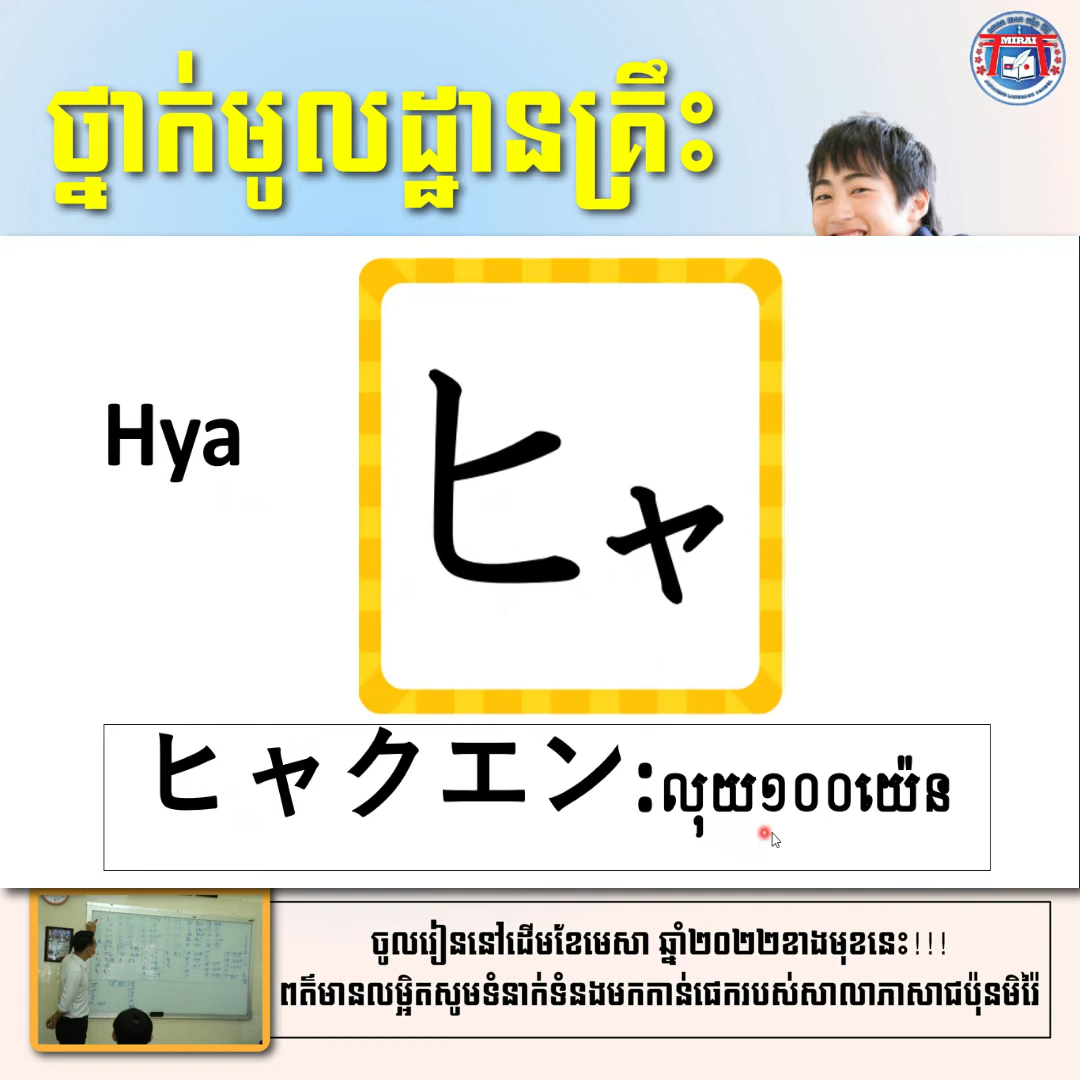 MIRAI
ថ្នាក់មូលដ្ឋានគ្រឹះ
Hya
ヒャ
ヒャクエン:លុយ១០០យ៉េន
ចូលរៀននៅដើមខែមេសា ឆ្នាំ២០២២ខាងមុខនេះ!!!
ពត៌មានលម្អិតសូមទំនាក់ទំនងមកកាន់ផេករបស់សាលាភាសាជប៉ុនមិរ៉ៃ